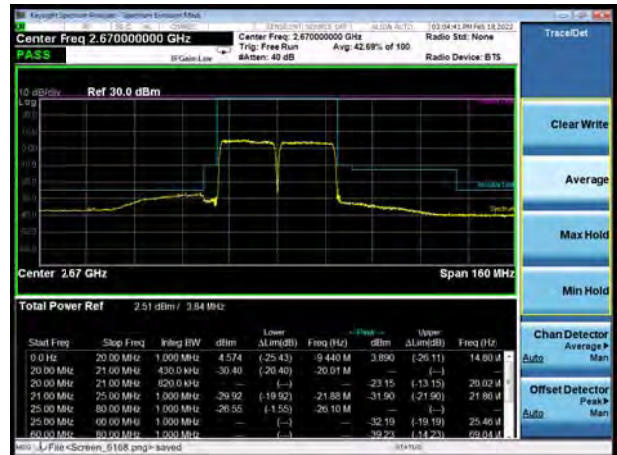 Keysight Spectrum Analyzer - Spectrum Emission Mask
SENSE:INT SOURCE OFF ALIGN AUTO 03:04:41 PM Feb 18, 2022
Center Freq 2.670000000 GHz
Center Freq: 2.670000000 GHz
Radio Std: None
Trace/Det
PASS
Trig: Free Run
Avg: 42.69% of 100
IFGain:Low
#Atten: 40 dB
Radio Device: BTS
10 dB/div Ref 30.0 dBm
Log
Clear Write
Average
Max Hold
Min Hold
Center 2.67 GHz
Span 160 MHz
Total Power Ref 2.51 dBm / 3.84 MHz
Lower <-Peak-> Upper
Start Freq Stop Freq Integ BW dBm ΔLim(dB) Freq (Hz) dBm ΔLim(dB) Freq (Hz)
0.0 Hz 20.00 MHz 1.000 MHz 4.574 (-25.43) -9.440 M 3.890 (-26.11) 14.80 M
20.00 MHz 21.00 MHz 430.0 kHz -30.40 (-20.40) -20.01 M --- (---)
20.00 MHz 21.00 MHz 620.0 kHz --- (---) -23.15 (-13.15) 20.02 M
21.00 MHz 25.00 MHz 1.000 MHz -29.92 (-19.92) -21.88 M -31.90 (-21.90) 21.86 M
25.00 MHz 80.00 MHz 1.000 MHz -26.55 (-1.55) -26.10 M --- (---)
25.00 MHz 1.000 MHz --- (---) -32.19 (-19.19) 25.46 M
60.00 MHz 80.00 MHz 1.000 MHz --- (---) -39.23 (-14.23) 69.04 M
Chan Detector
Average▶
Auto Man
Offset Detector
Peak▶
Auto Man
MSG File <Screen_6168.png> saved
STATUS